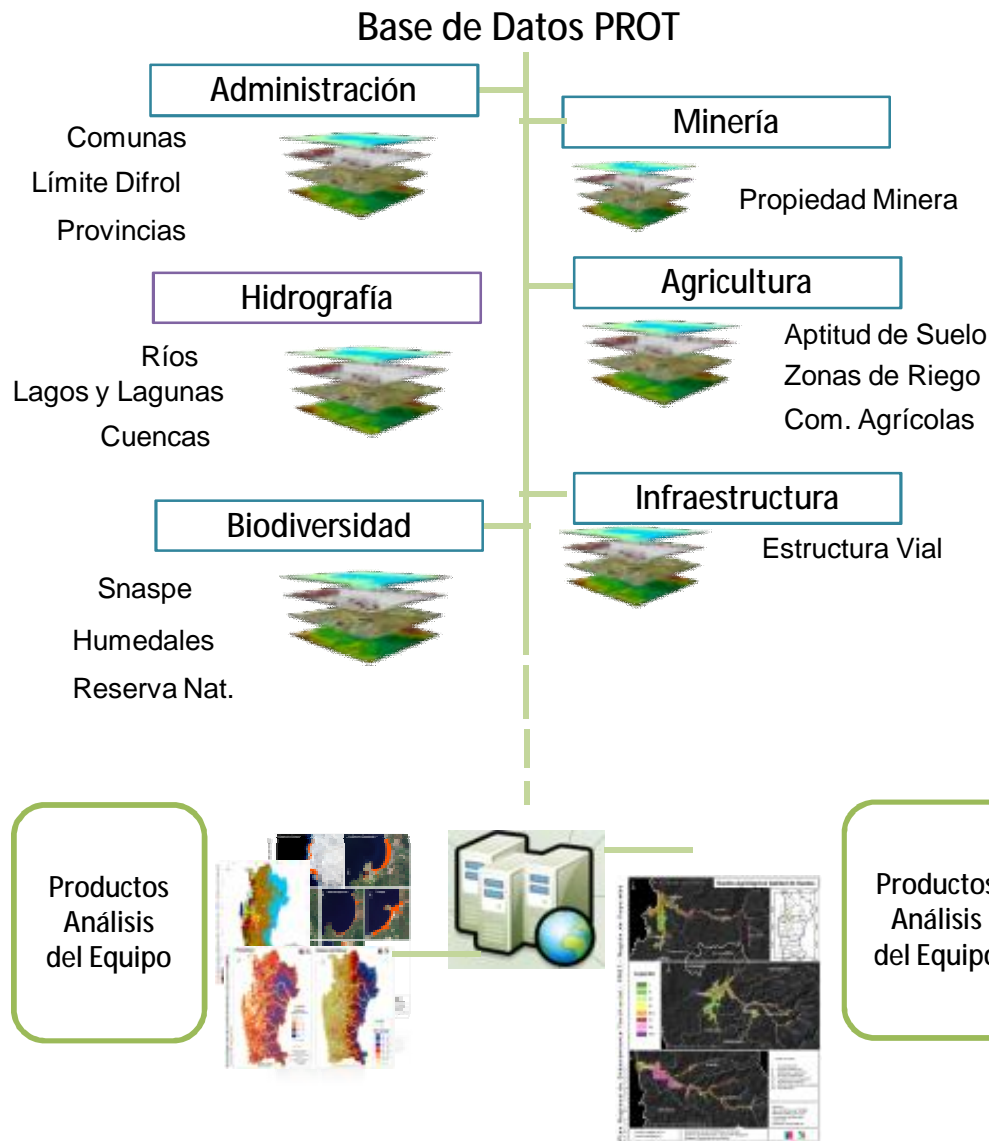 Base de Datos PROT
Administración
Comunas
Límite Difrol
Provincias
Minería
Propiedad Minera
Hidrografía
Ríos
Lagos y Lagunas
Cuencas
Agricultura
Aptitud de Suelo
Zonas de Riego
Com. Agrícolas
Biodiversidad
Snaspe
Humedales
Reserva Nat.
Infraestructura
Estructura Vial
Productos
Análisis
del Equipo
Productos
Análisis
del Equipo